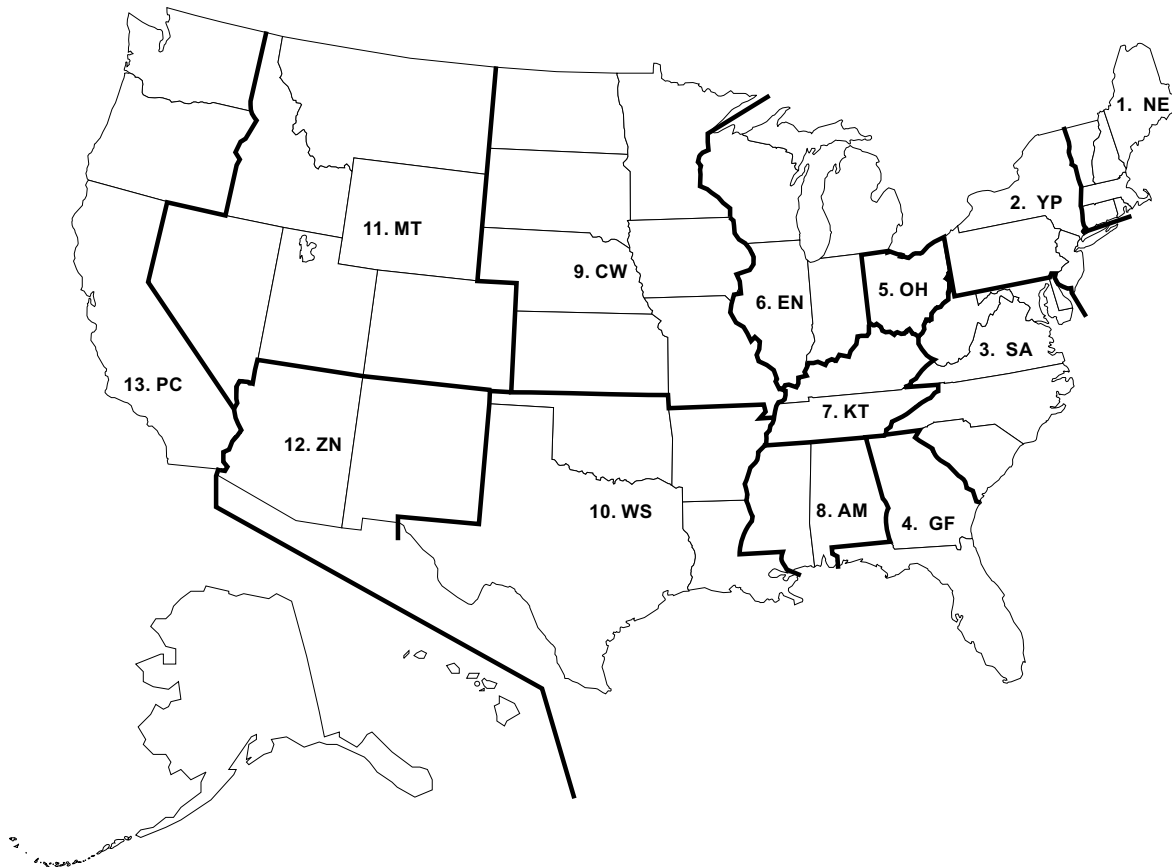 1. NE
2. YP
11. MT
9. CW
5. OH
6. EN
3. SA
13. PC
7. KT
12. ZN
10. WS
8. AM
4. GF